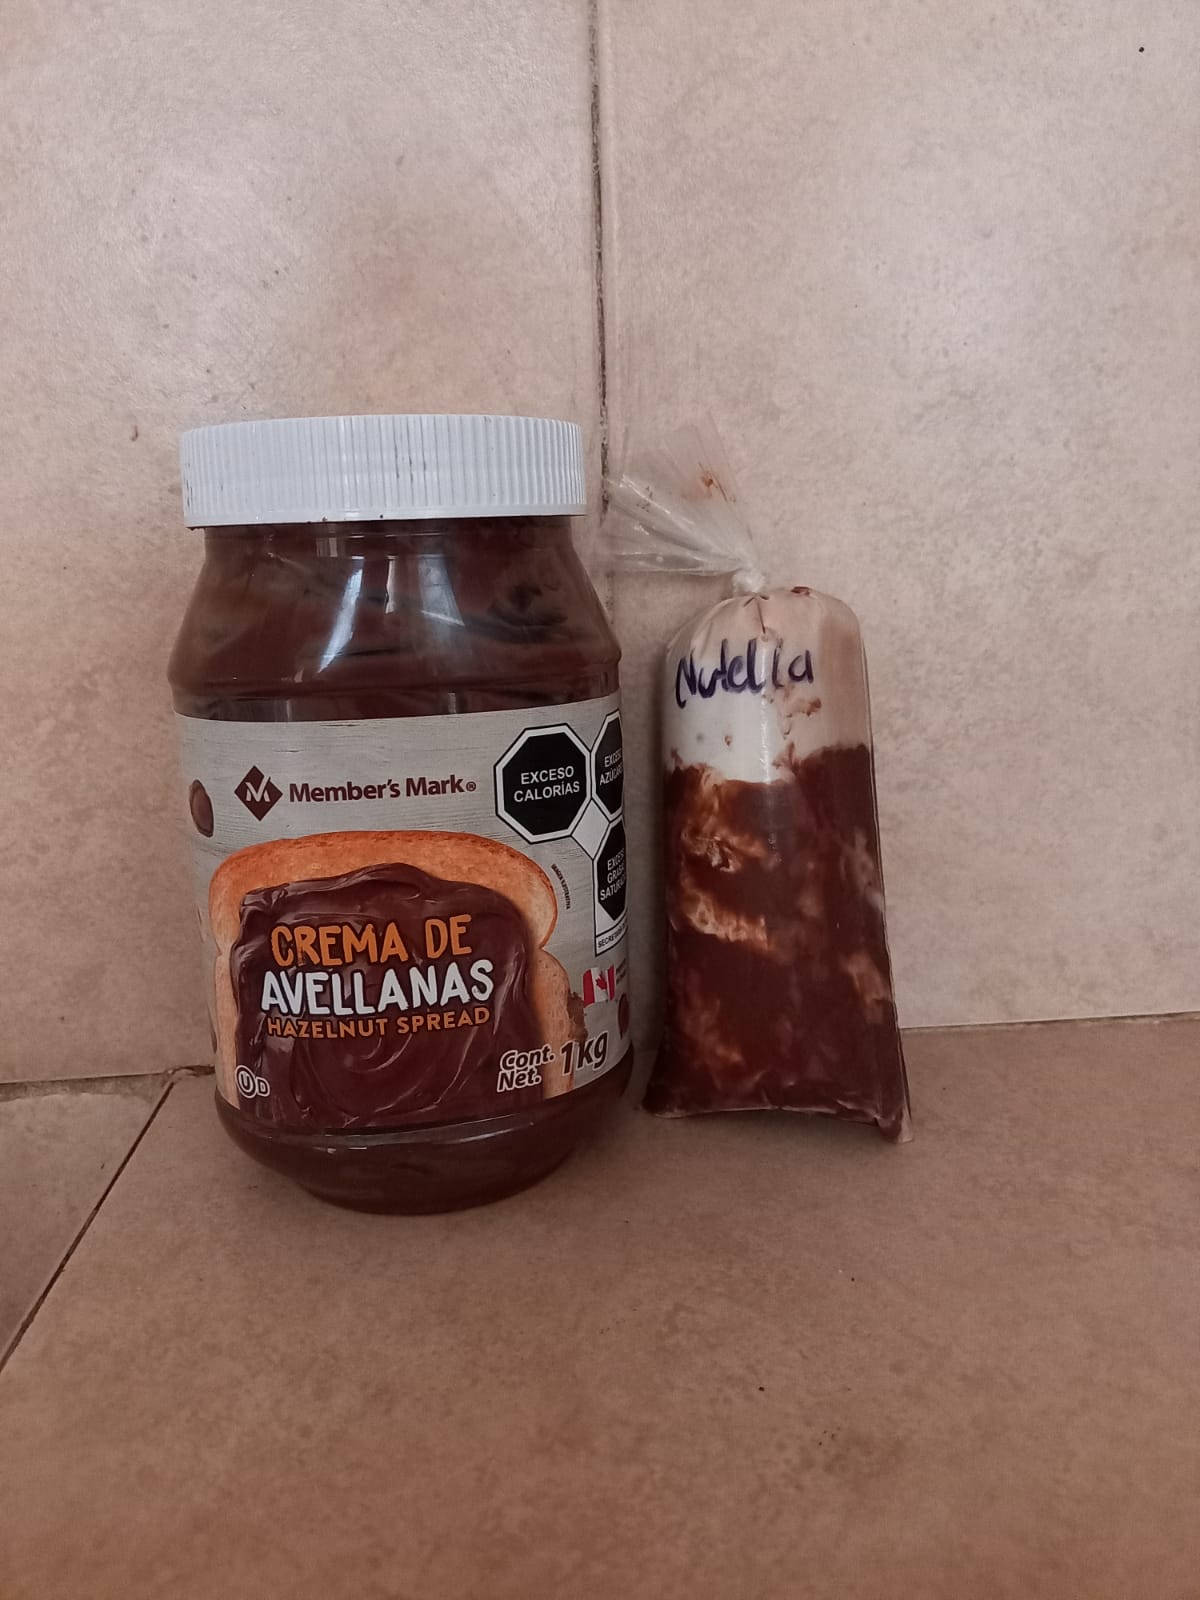 Member's Mark®
EXCESO
CALORÍAS
CREMA DE
AVELLANAS
HAZELNUT SPREAD
Cont.
Net. 1kg
U D
Nutella